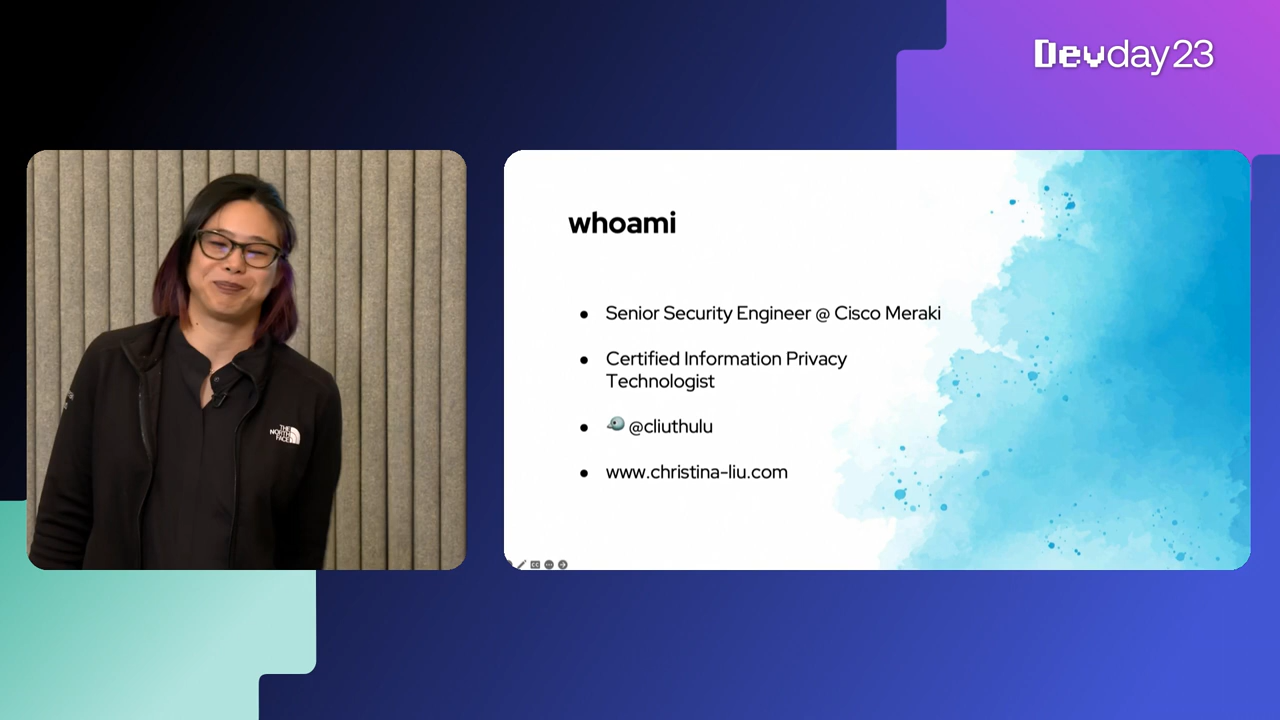 Devday23
whoami
Senior Security Engineer @ Cisco Meraki
Certified Information Privacy
Technologist
@cliuthulu
www.christina-liu.com
THE
NORTH
FACE